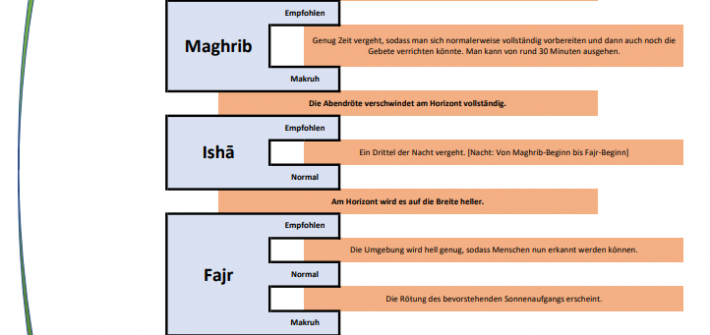 Empfohlen
Maghrib
Genug Zeit vergeht, sodass man sich normalerweise vollständig vorbereiten und dann auch noch die
Gebete verrichten könnte. Man kann von rund 30 Minuten ausgehen.
Makruh
Die Abendröte verschwindet am Horizont vollständig.
Empfohlen
Ishā
Ein Drittel der Nacht vergeht. [Nacht: Von Maghrib-Beginn bis Fajr-Beginn]
Normal
Am Horizont wird es auf die Breite heller.
Empfohlen
Die Umgebung wird hell genug, sodass Menschen nun erkannt werden können.
Fajr
Normal
Die Rötung des bevorstehenden Sonnenaufgangs erscheint.
Makruh